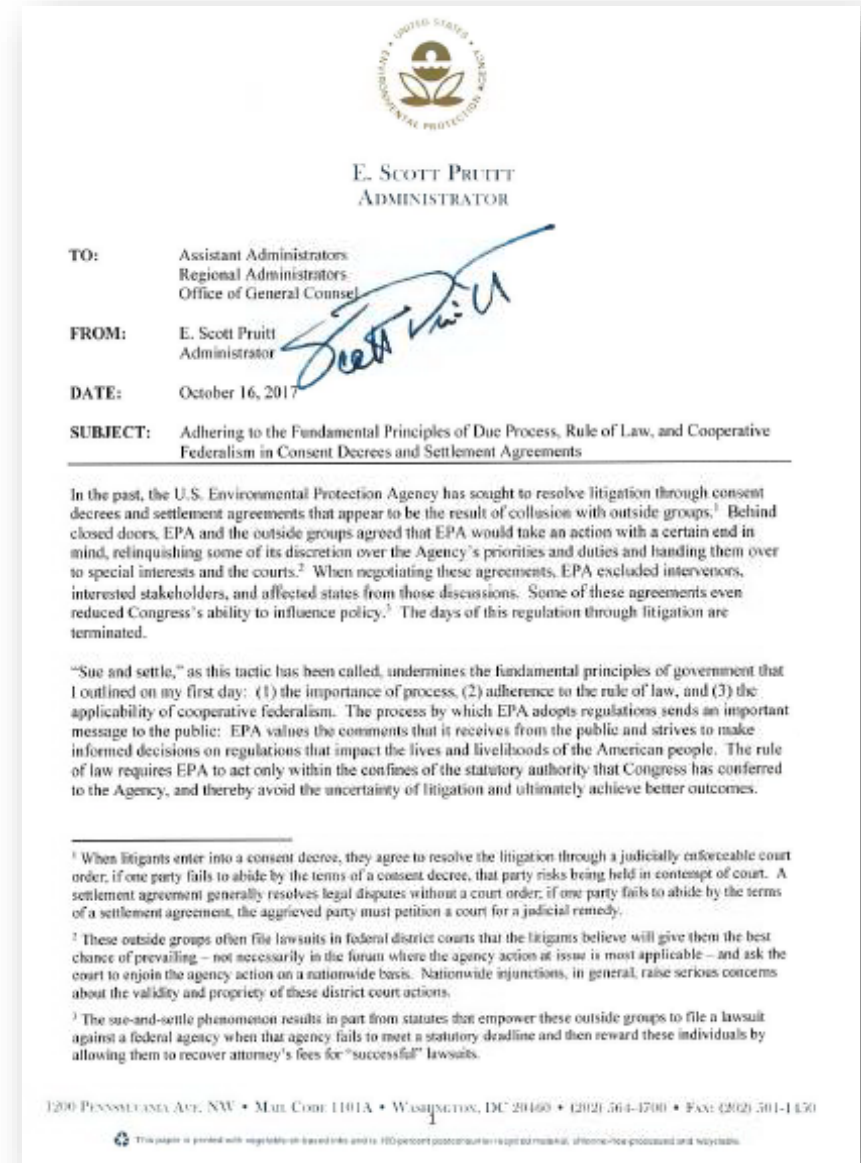 UNITED STATES • ENVIRONMENTAL PROTECTION AGENCY •
E. SCOTT PRUITT
ADMINISTRATOR
TO: Assistant Administrators
Regional Administrators
Office of General Counsel
Scott Pruitt
FROM: E. Scott Pruitt
Administrator
DATE: October 16, 2017
SUBJECT: Adhering to the Fundamental Principles of Due Process, Rule of Law, and Cooperative
Federalism in Consent Decrees and Settlement Agreements
In the past, the U.S. Environmental Protection Agency has sought to resolve litigation through consent
decrees and settlement agreements that appear to be the result of collusion with outside groups.¹ Behind
closed doors, EPA and the outside groups agreed that EPA would take an action with a certain end in
mind, relinquishing some of its discretion over the Agency's priorities and duties and handing them over
to special interests and the courts.² When negotiating these agreements, EPA excluded intervenors,
interested stakeholders, and affected states from those discussions. Some of these agreements even
reduced Congress's ability to influence policy.³ The days of this regulation through litigation are
terminated.
“Sue and settle,” as this tactic has been called, undermines the fundamental principles of government that
I outlined on my first day: (1) the importance of process, (2) adherence to the rule of law, and (3) the
applicability of cooperative federalism. The process by which EPA adopts regulations sends an important
message to the public: EPA values the comments that it receives from the public and strives to make
informed decisions on regulations that impact the lives and livelihoods of the American people. The rule
of law requires EPA to act only within the confines of the statutory authority that Congress has conferred
to the Agency, and thereby avoid the uncertainty of litigation and ultimately achieve better outcomes.
¹ When litigants enter into a consent decree, they agree to resolve the litigation through a judicially enforceable court
order; if one party fails to abide by the terms of a consent decree, that party risks being held in contempt of court. A
settlement agreement generally resolves legal disputes without a court order; if one party fails to abide by the terms
of a settlement agreement, the aggrieved party must petition a court for a judicial remedy.
² These outside groups often file lawsuits in federal district courts that the litigants believe will give them the best
chance of prevailing – not necessarily in the forum where the agency action at issue is most applicable – and ask the
court to enjoin the agency action on a nationwide basis. Nationwide injunctions, in general, raise serious concerns
about the validity and propriety of these district court actions.
³ The sue-and-settle phenomenon results in part from statutes that empower these outside groups to file a lawsuit
against a federal agency when that agency fails to meet a statutory deadline and then reward these individuals by
allowing them to recover attorney's fees for “successful” lawsuits.
1200 PENNSYLVANIA AVE. NW • MAIL CODE 1101A • WASHINGTON, DC 20460 • (202) 564-4700 • FAX: (202) 501-1450
1
This paper is printed with vegetable-oil-based inks and is 100-percent postconsumer recycled material, chlorine-free-processed and recyclable.